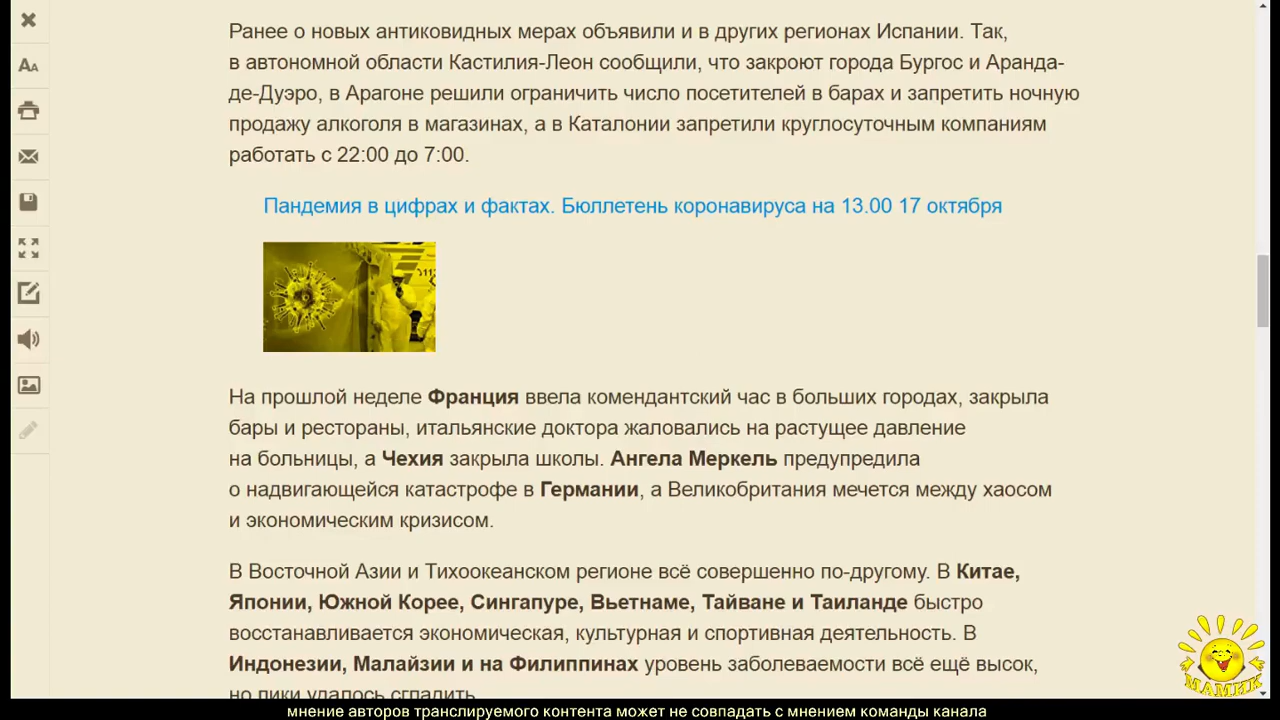 Ранее о новых антиковидных мерах объявили и в других регионах Испании. Так,
в автономной области Кастилия-Леон сообщили, что закроют города Бургос и Аранда-
де-Дуэро, в Арагоне решили ограничить число посетителей в барах и запретить ночную
продажу алкоголя в магазинах, а в Каталонии запретили круглосуточным компаниям
работать с 22:00 до 7:00.
Пандемия в цифрах и фактах. Бюллетень коронавируса на 13.00 17 октября
На прошлой неделе Франция ввела комендантский час в больших городах, закрыла
бары и рестораны, итальянские доктора жаловались на растущее давление
на больницы, а Чехия закрыла школы. Ангела Меркель предупредила
о надвигающейся катастрофе в Германии, а Великобритания мечется между хаосом
и экономическим кризисом.
В Восточной Азии и Тихоокеанском регионе всё совершенно по-другому. В Китае,
Японии, Южной Корее, Сингапуре, Вьетнаме, Тайване и Таиланде быстро
восстанавливается экономическая, культурная и спортивная деятельность. В
Индонезии, Малайзии и на Филиппинах уровень заболеваемости всё ещё высок,
но пики удалось сгладить.
МАМИК
мнение авторов транслируемого контента может не совпадать с мнением команды канала